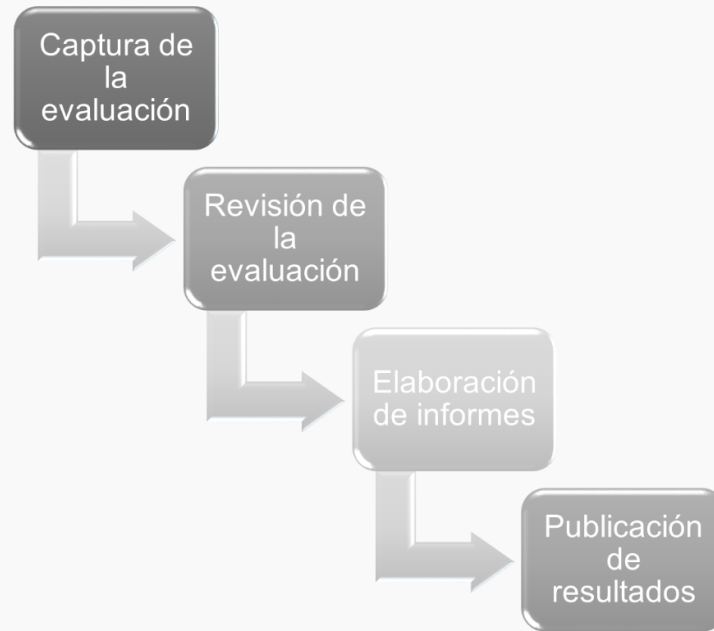 Captura de
la
evaluación
Revisión de
la
evaluación
Elaboración
de informes
Publicación
de
resultados